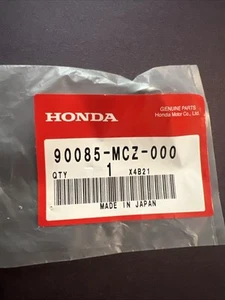 GENUINE PARTS
HONDA
Honda Motor Co., Ltd.
90085-MCZ-000
QTY 1 X4B21
MADE IN JAPAN